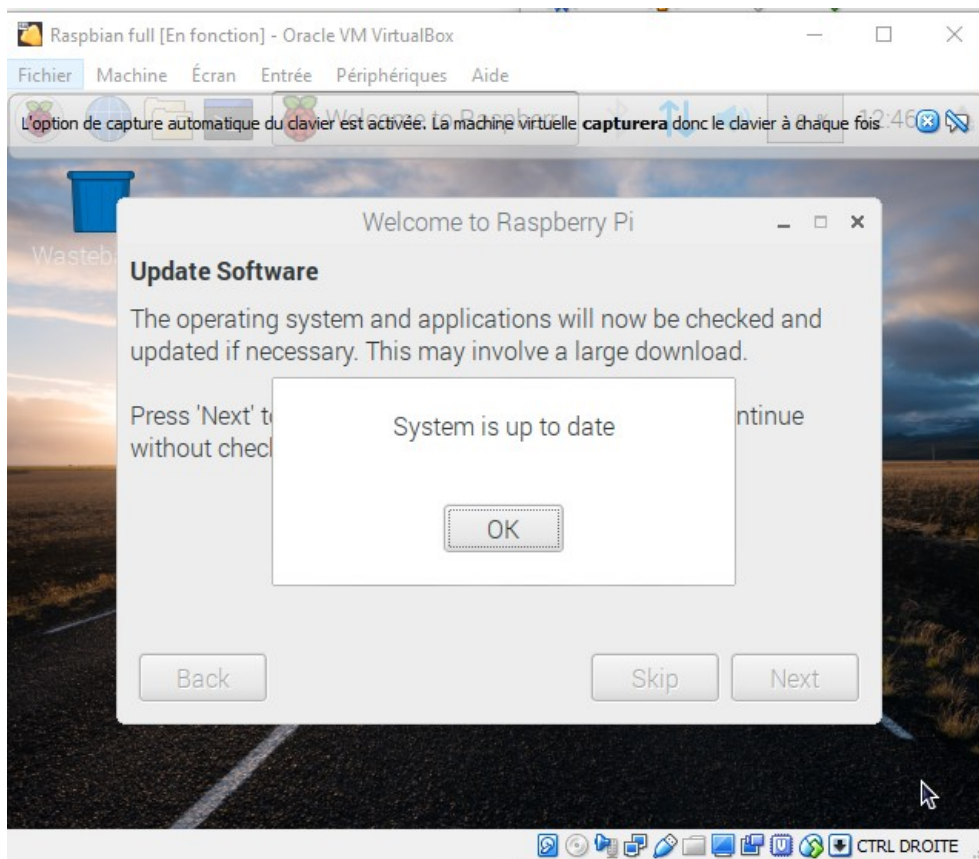 Raspbian full [En fonction] - Oracle VM VirtualBox
Fichier Machine Écran Entrée Périphériques Aide
L'option de capture automatique du clavier est activée. La machine virtuelle capturera donc le clavier à chaque fois
Welcome to Raspberry Pi
Update Software
The operating system and applications will now be checked and
updated if necessary. This may involve a large download.
Press 'Next' to ntinue
without chec
System is up to date
OK
Back Skip Next
CTRL DROITE